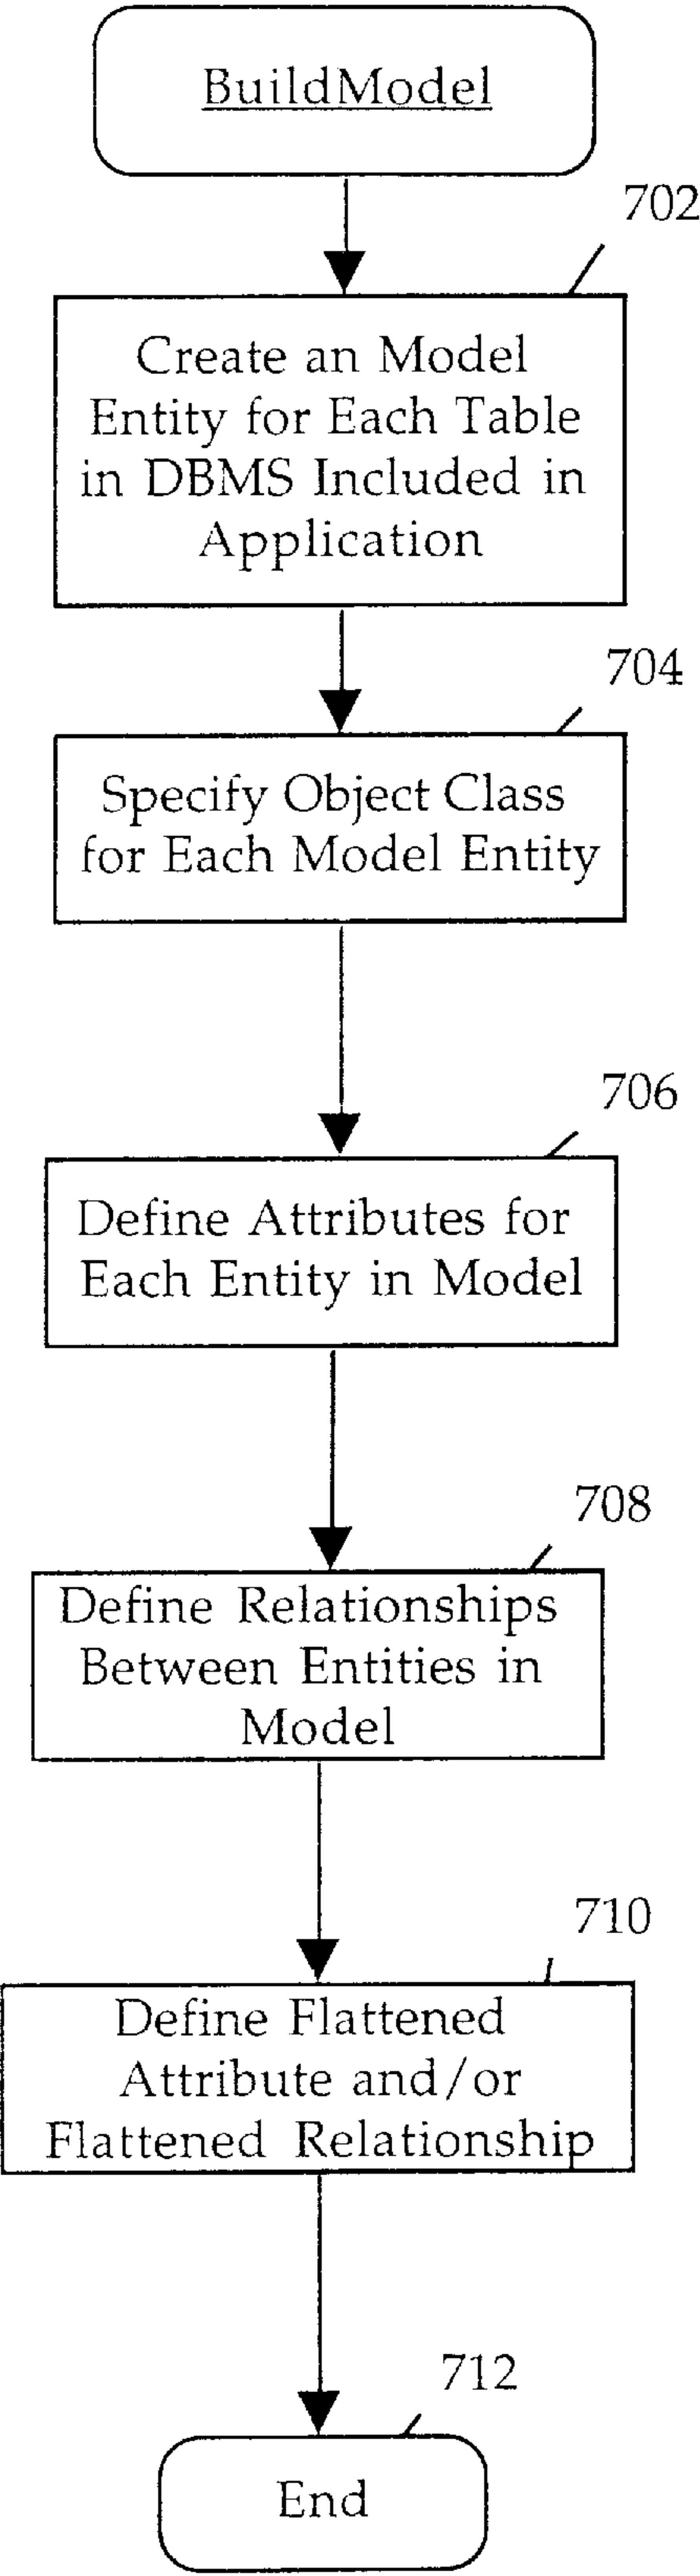 BuildModel
702
Create an Model
Entity for Each Table
in DBMS Included in
Application
704
Specify Object Class
for Each Model Entity
706
Define Attributes for
Each Entity in Model
708
Define Relationships
Between Entities in
Model
710
Define Flattened
Attribute and/or
Flattened Relationship
712
End